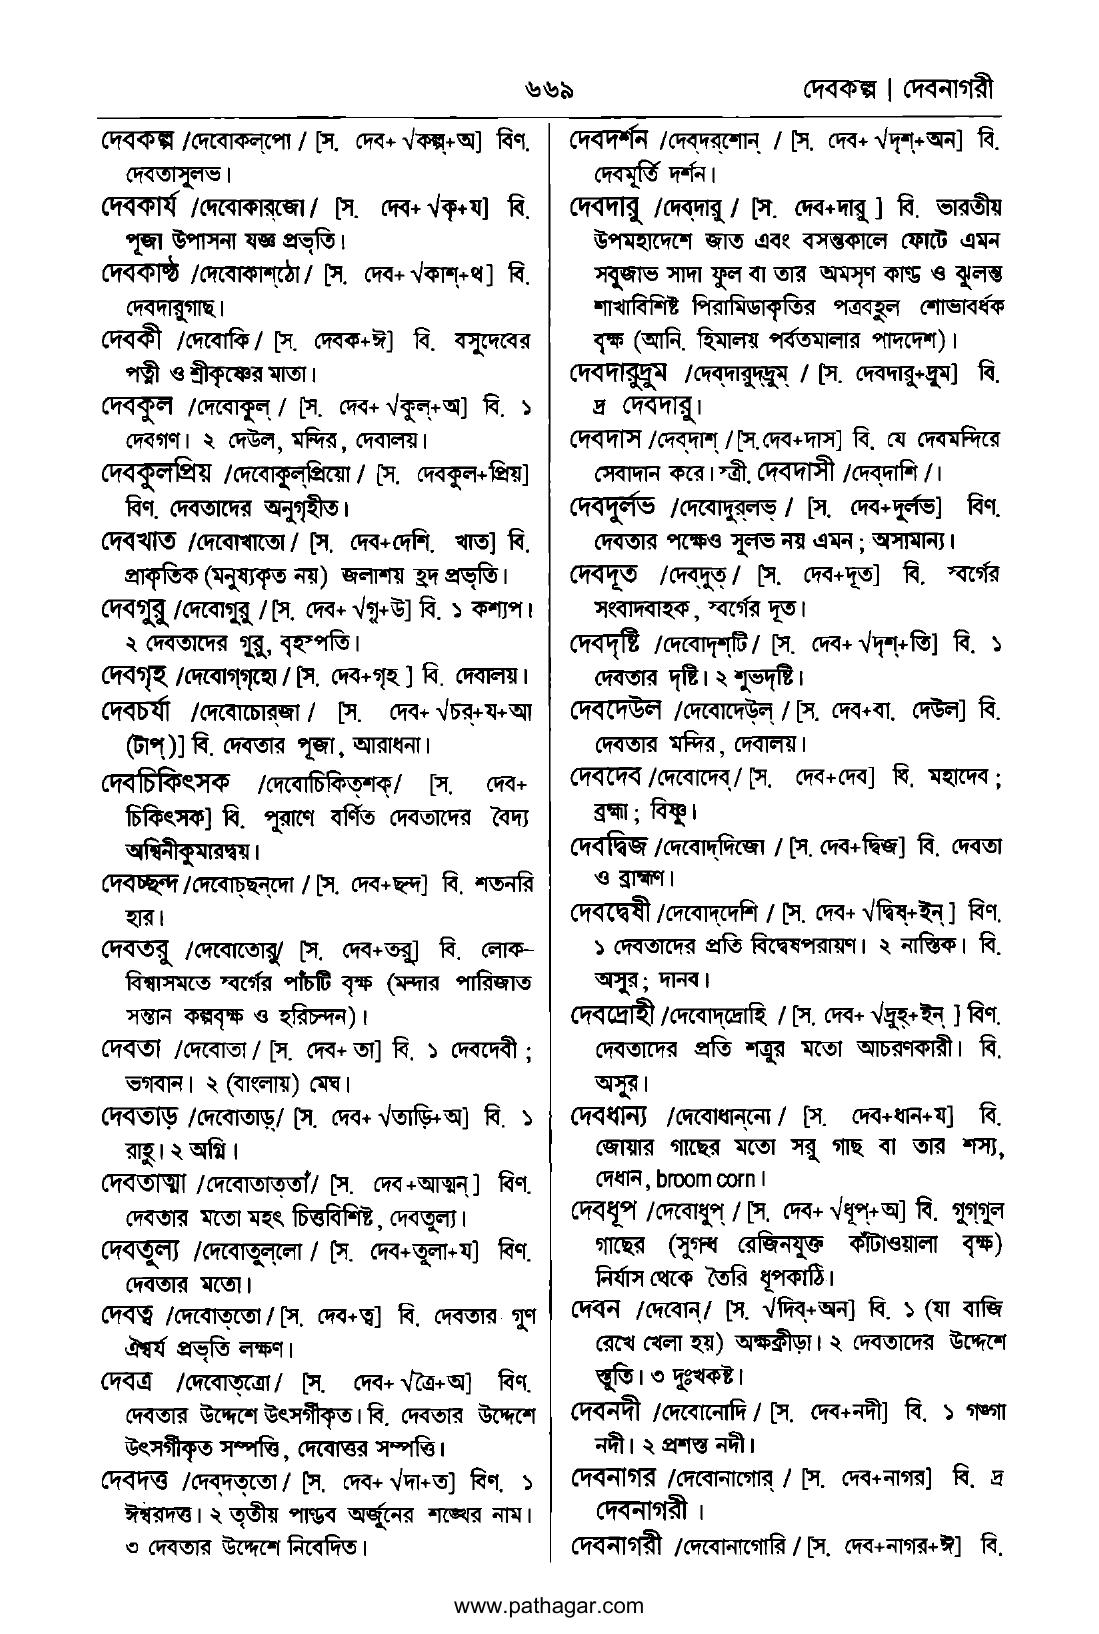 ৬৬৯
দেবকল্প | দেবনাগরী
দেবকল্প /দেবোকল্‌পো / [স. দেব+ √কল্প্‌+অ] বিণ.
দেবতাসুলভ।
দেবকার্য /দেবোকার্‌জো / [স. দেব+ √কৃ+য] বি.
পূজা উপাসনা যজ্ঞ প্রভৃতি।
দেবকাষ্ঠ /দেবোকাশ্‌ঠো / [স. দেব+ √কাশ্‌+থ] বি.
দেবদারুগাছ।
দেবকী /দেবোকি / [স. দেবক+ঈ] বি. বসুদেবের
পত্নী ও শ্রীকৃষ্ণের মাতা।
দেবকুল /দেবোকুল্‌ / [স. দেব+ √কুল্‌+অ] বি. ১
দেবগণ। ২ দেউল, মন্দির, দেবালয়।
দেবকুলপ্রিয় /দেবোকুল্‌প্রিয়ো / [স. দেবকুল+প্রিয়]
বিণ. দেবতাদের অনুগৃহীত।
দেবখাত /দেবোখাতো / [স. দেব+দেশি. খাত] বি.
প্রাকৃতিক (মনুষ্যকৃত নয়) জলাশয় হ্রদ প্রভৃতি।
দেবগুরু /দেবোগুরু / [স. দেব+ √গৄ+উ] বি. ১ কশ্যপ।
২ দেবতাদের গুরু, বৃহস্পতি।
দেবগৃহ /দেবোগ্‌গৃহো / [স. দেব+গৃহ ] বি. দেবালয়।
দেবচর্যা /দেবোচোর্‌জা / [স. দেব+ √চর্‌+য+আ
(টাপ্‌)] বি. দেবতার পূজা, আরাধনা।
দেবচিকিৎসক /দেবোচিকিত্‌শক্‌/ [স. দেব+
চিকিৎসক] বি. পুরাণে বর্ণিত দেবতাদের বৈদ্য
অশ্বিনীকুমারদ্বয়।
দেবচ্ছন্দ /দেবোচ্‌ছন্‌দো / [স. দেব+ছন্দ] বি. শতনরি
হার।
দেবতরু /দেবোতোরু/ [স. দেব+তরু] বি. লোক-
বিশ্বাসমতে স্বর্গের পাঁচটি বৃক্ষ (মন্দার পারিজাত
সন্তান কল্পবৃক্ষ ও হরিচন্দন)।
দেবতা /দেবোতা / [স. দেব+ তা] বি. ১ দেবদেবী ;
ভগবান। ২ (বাংলায়) মেঘ।
দেবতাড় /দেবোতাড়্‌/ [স. দেব+ √তাড়ি+অ] বি. ১
রাহু। ২ অগ্নি।
দেবতাত্মা /দেবোতাত্‌তাঁ/ [স. দেব +আত্মন্‌ ] বিণ.
দেবতার মতো মহৎ চিত্তবিশিষ্ট, দেবতুল্য।
দেবতুল্য /দেবোতুল্‌লো / [স. দেব+তুলা+য] বিণ.
দেবতার মতো।
দেবত্ব /দেবোত্‌তো / [স. দেব+ত্ব] বি. দেবতার গুণ
ঐশ্বর্য প্রভৃতি লক্ষণ।
দেবত্র /দেবোত্‌ত্রো / [স. দেব+ √ত্রৈ+অ] বিণ.
দেবতার উদ্দেশে উৎসর্গীকৃত। বি. দেবতার উদ্দেশে
উৎসর্গীকৃত সম্পত্তি, দেবোত্তর সম্পত্তি।
দেবদত্ত /দেব্‌দত্‌তো / [স. দেব+ √দা+ত] বিণ. ১
ঈশ্বরদত্ত। ২ তৃতীয় পাণ্ডব অর্জুনের শঙ্খের নাম।
৩ দেবতার উদ্দেশে নিবেদিত।
দেবদর্শন /দেব্‌দর্‌শোন্‌ / [স. দেব+ √দৃশ্‌+অন] বি.
দেবমূর্তি দর্শন।
দেবদারু /দেব্‌দারু / [স. দেব+দারু ] বি. ভারতীয়
উপমহাদেশে জাত এবং বসন্তকালে ফোটে এমন
সবুজাভ সাদা ফুল বা তার অমসৃণ কাণ্ড ও ঝুলন্ত
শাখাবিশিষ্ট পিরামিডাকৃতির পত্রবহুল শোভাবর্ধক
বৃক্ষ (আনি. হিমালয় পর্বতমালার পাদদেশ)।
দেবদারুদ্রুম /দেব্‌দারুদ্‌দ্রুম্‌ / [স. দেবদারু+দ্রুম] বি.
দ্র দেবদারু।
দেবদাস /দেব্‌দাশ্‌ / [স.দেব+দাস] বি. যে দেবমন্দিরে
সেবাদান করে। স্ত্রী. দেবদাসী /দেব্‌দাশি /।
দেবদুর্লভ /দেবোদুর্‌লভ্‌ / [স. দেব+দুর্লভ] বিণ.
দেবতার পক্ষেও সুলভ নয় এমন ; অসামান্য।
দেবদূত /দেব্‌দুত্‌ / [স. দেব+দূত] বি. স্বর্গের
সংবাদবাহক, স্বর্গের দূত।
দেবদৃষ্টি /দেবোদৃশ্‌টি / [স. দেব+ √দৃশ্‌+তি] বি. ১
দেবতার দৃষ্টি। ২ শুভদৃষ্টি।
দেবদেউল /দেবোদেউল্‌ / [স. দেব+বা. দেউল] বি.
দেবতার মন্দির, দেবালয়।
দেবদেব /দেবোদেব্‌/ [স. দেব+দেব] বি. মহাদেব ;
ব্রহ্মা ; বিষ্ণু।
দেবদ্বিজ /দেবোদ্‌দিজো / [স. দেব+দ্বিজ] বি. দেবতা
ও ব্রাহ্মণ।
দেবদ্বেষী /দেবোদ্‌দেশি / [স. দেব+ √দ্বিষ্‌+ইন্‌ ] বিণ.
১ দেবতাদের প্রতি বিদ্বেষপরায়ণ। ২ নাস্তিক। বি.
অসুর ; দানব।
দেবদ্রোহী /দেবোদ্‌দ্রোহি / [স. দেব+ √দ্রুহ্‌+ইন্‌ ] বিণ.
দেবতাদের প্রতি শত্রুর মতো আচরণকারী। বি.
অসুর।
দেবধান্য /দেবোধান্‌নো / [স. দেব+ধান+য] বি.
জোয়ার গাছের মতো সরু গাছ বা তার শস্য,
দেধান, broom corn।
দেবধূপ /দেবোধুপ্‌ / [স. দেব+ √ধূপ্‌+অ] বি. গুগ্‌গুল
গাছের (সুগন্ধ রেজিনযুক্ত কাঁটাওয়ালা বৃক্ষ)
নির্যাস থেকে তৈরি ধূপকাঠি।
দেবন /দেবোন্‌/ [স. √দিব্‌+অন] বি. ১ (যা বাজি
রেখে খেলা হয়) অক্ষক্রীড়া। ২ দেবতাদের উদ্দেশে
স্তুতি। ৩ দুঃখকষ্ট।
দেবনদী /দেবোনোদি / [স. দেব+নদী] বি. ১ গঙ্গা
নদী। ২ প্রশস্ত নদী।
দেবনাগর /দেবোনাগোর্‌ / [স. দেব+নাগর] বি. দ্র
দেবনাগরী ।
দেবনাগরী /দেবোনাগোরি / [স. দেব+নাগর+ঈ] বি.
www.pathagar.com